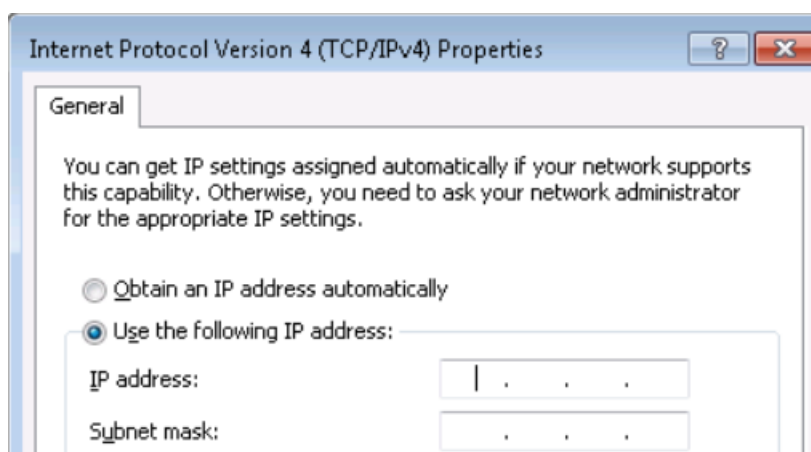 Internet Protocol Version 4 (TCP/IPv4) Properties
General
You can get IP settings assigned automatically if your network supports
this capability. Otherwise, you need to ask your network administrator
for the appropriate IP settings.
Obtain an IP address automatically
Use the following IP address:
IP address: . . .
Subnet mask: . . .